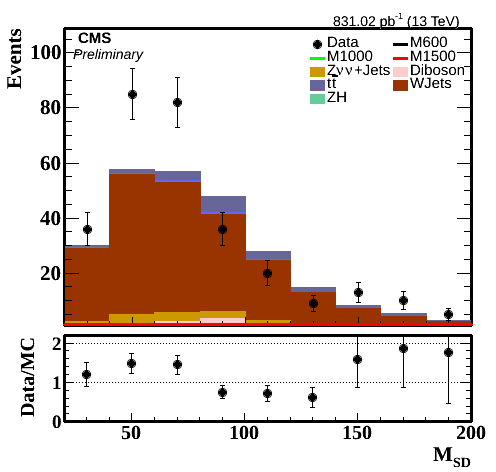 831.02 pb⁻¹ (13 TeV)
CMS
Preliminary
Data
M600
M1000
M1500
Zνν+Jets
Diboson
tt̄
WJets
ZH
Events
100
80
60
40
20
Data/MC
2
1
0
50
100
150
200
M_SD